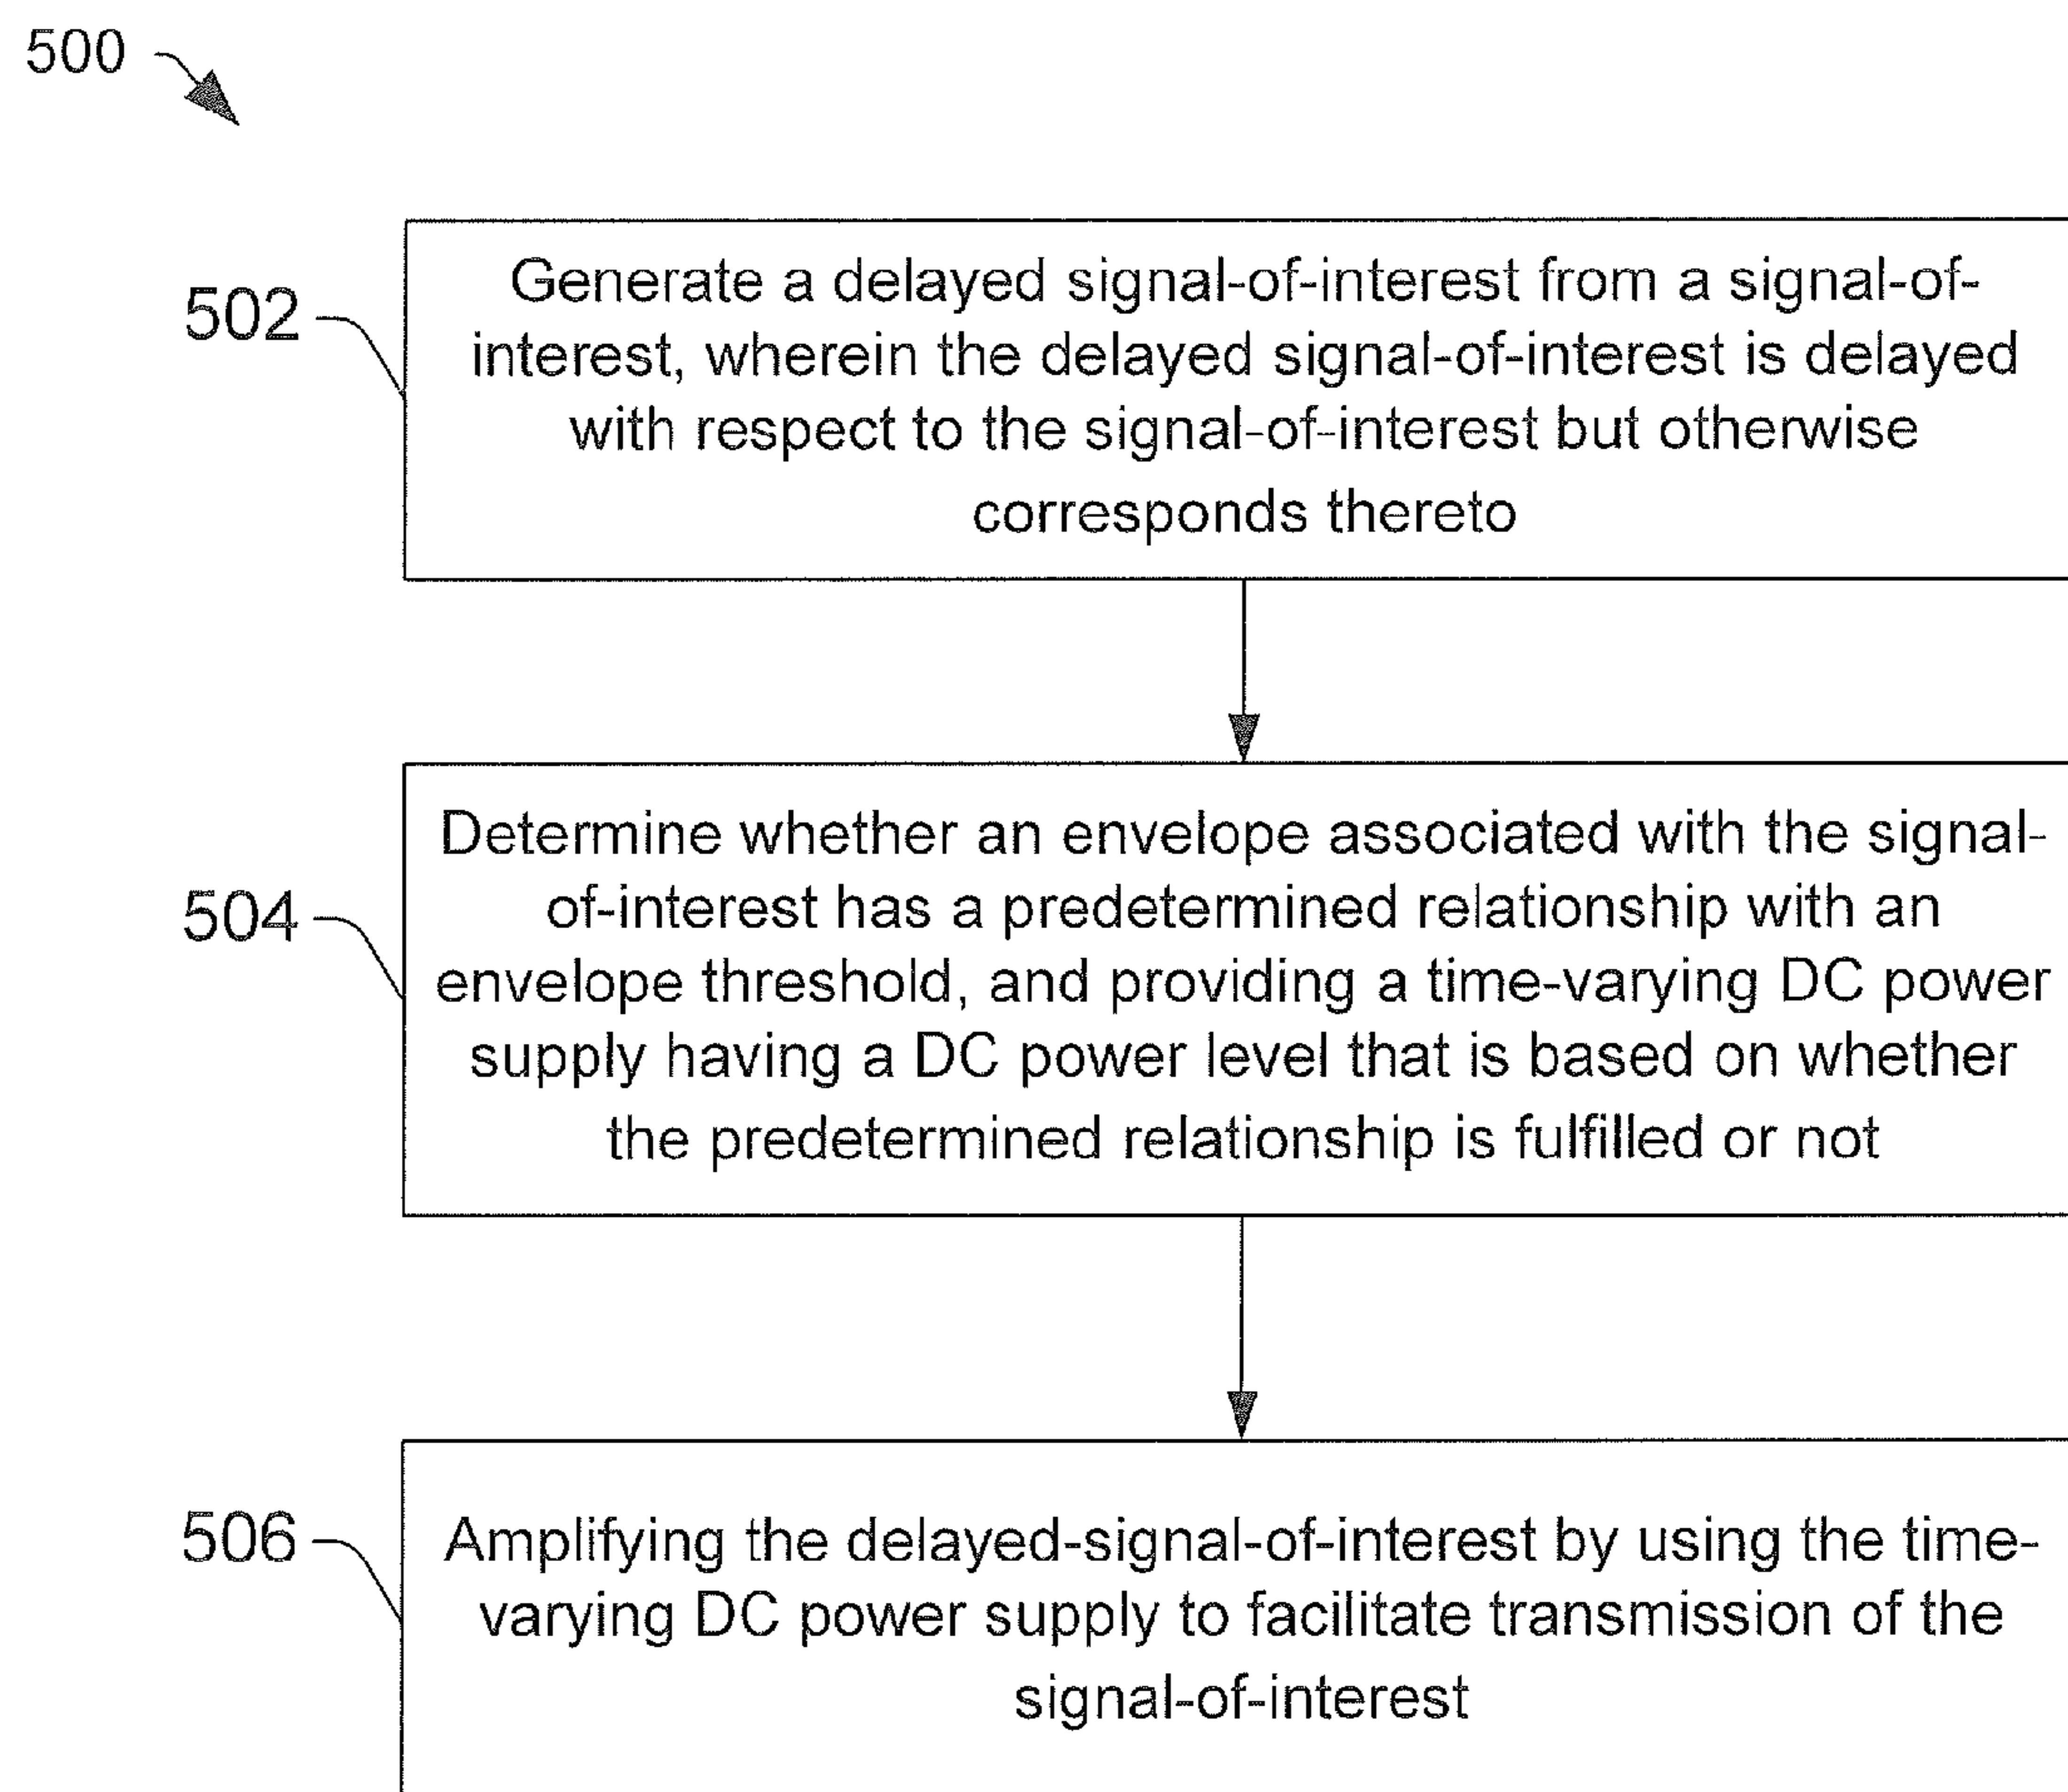 500
502
Generate a delayed signal-of-interest from a signal-of-
interest, wherein the delayed signal-of-interest is delayed
with respect to the signal-of-interest but otherwise
corresponds thereto
504
Determine whether an envelope associated with the signal-
of-interest has a predetermined relationship with an
envelope threshold, and providing a time-varying DC power
supply having a DC power level that is based on whether
the predetermined relationship is fulfilled or not
506
Amplifying the delayed-signal-of-interest by using the time-
varying DC power supply to facilitate transmission of the
signal-of-interest